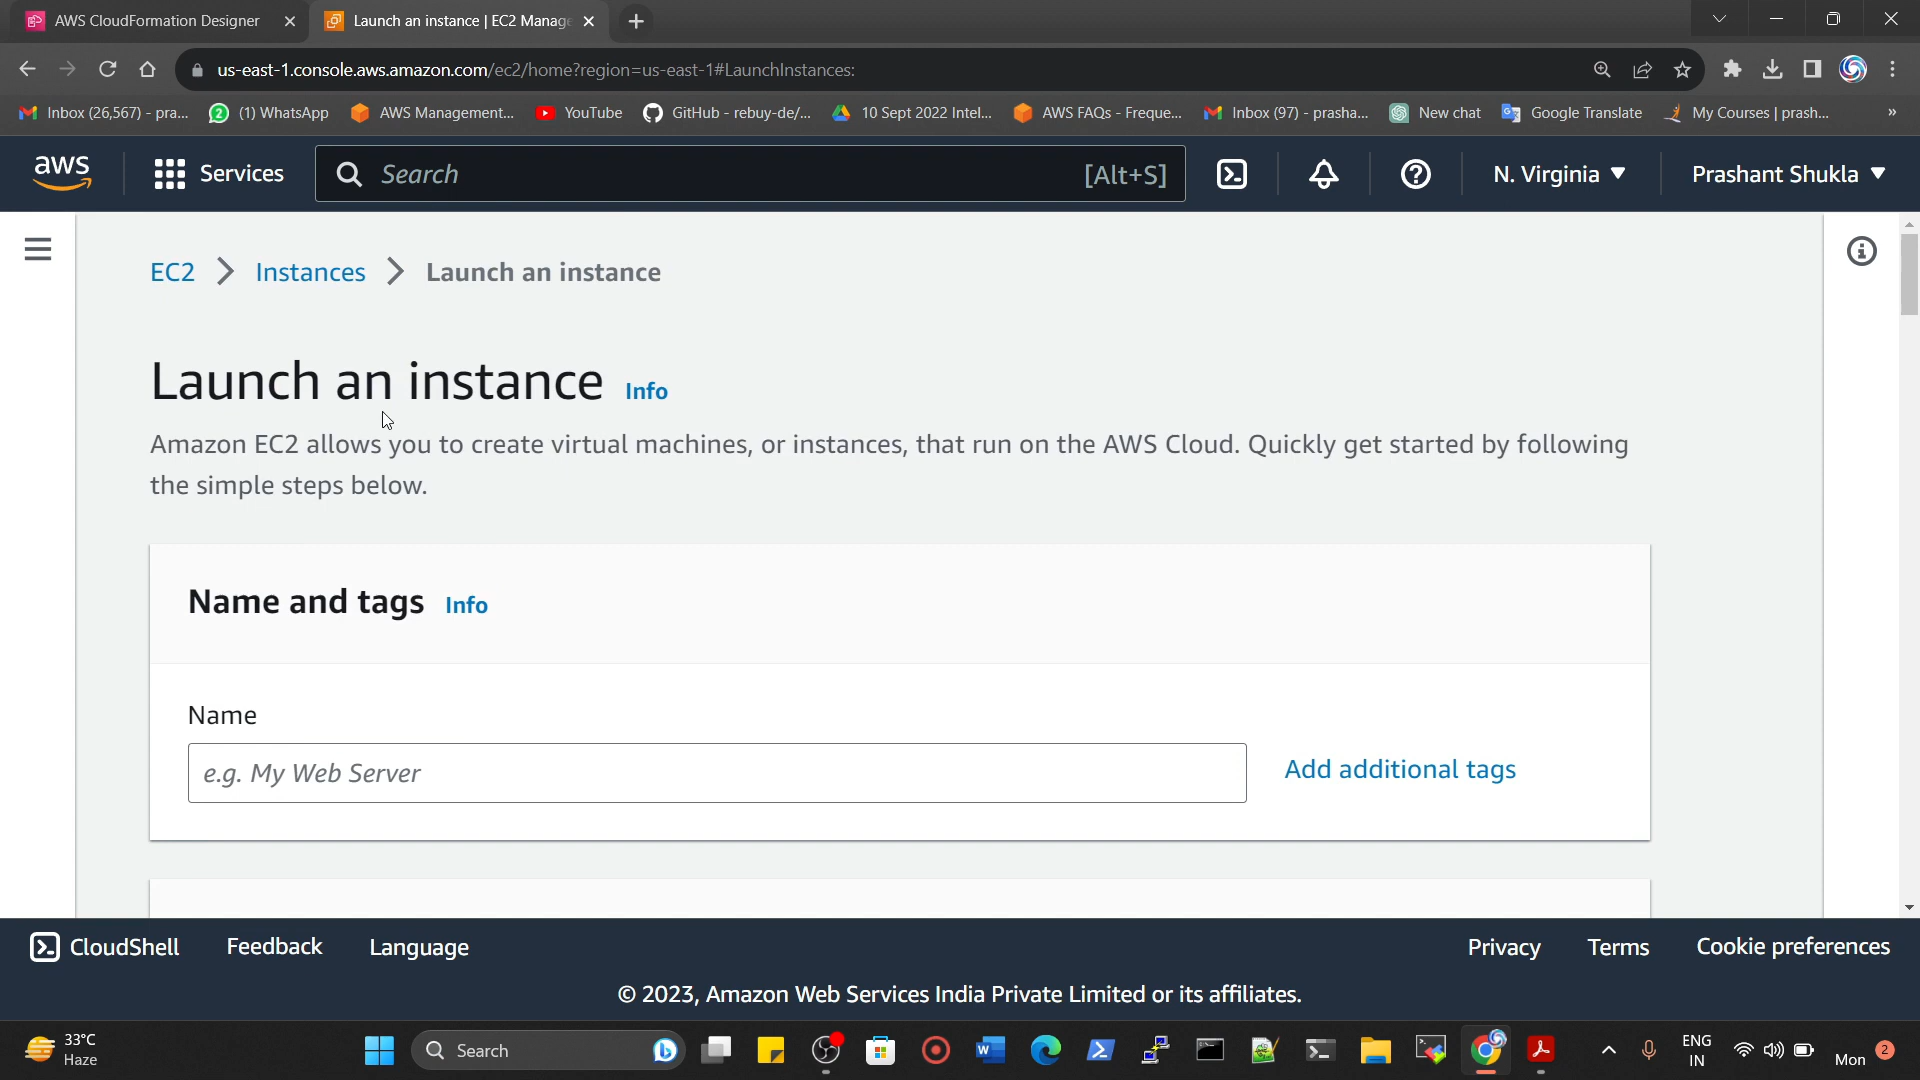 AWS CloudFormation Designer
Launch an instance | EC2 Manage
us-east-1.console.aws.amazon.com/ec2/home?region=us-east-1#LaunchInstances:
Inbox (26,567) - pra...
2
(1) WhatsApp
AWS Management...
YouTube
GitHub - rebuy-de/...
10 Sept 2022 Intel...
AWS FAQs - Freque...
Inbox (97) - prasha...
New chat
Google Translate
My Courses | prash...
»
aws
Services
Search
[Alt+S]
N. Virginia
Prashant Shukla
EC2
Instances
Launch an instance
Launch an instance Info
Amazon EC2 allows you to create virtual machines, or instances, that run on the AWS Cloud. Quickly get started by following
the simple steps below.
Name and tags Info
Name
e.g. My Web Server
Add additional tags
CloudShell
Feedback
Language
Privacy
Terms
Cookie preferences
© 2023, Amazon Web Services India Private Limited or its affiliates.
33°C
Haze
Search
ENG
IN
Mon
2